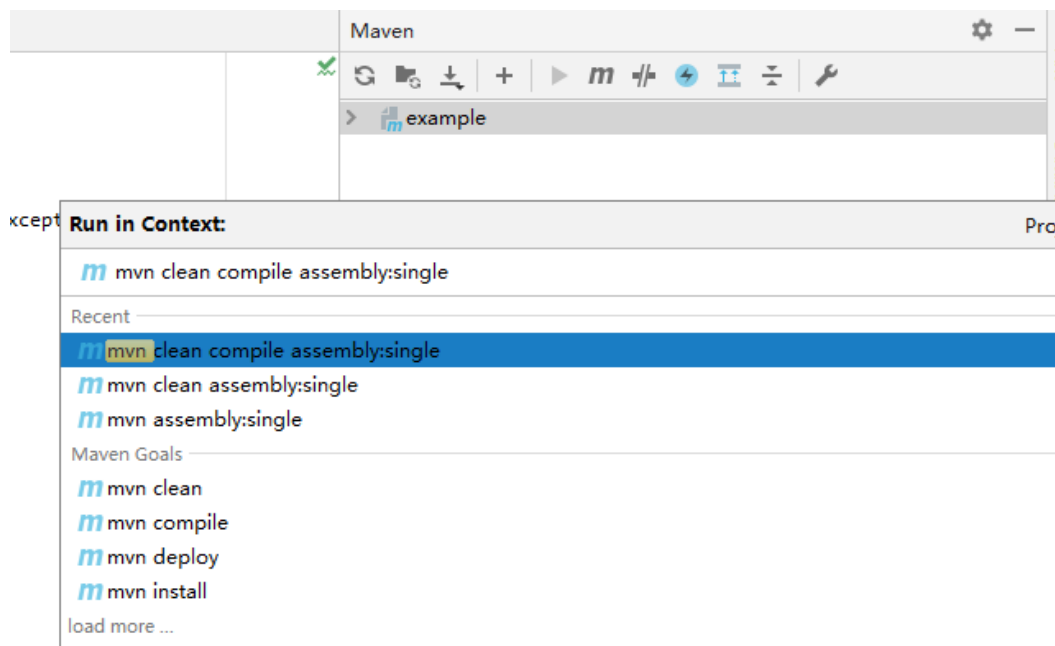 Maven
example
xcept
Run in Context:
Pro
mvn clean compile assembly:single
Recent
mvn clean compile assembly:single
mvn clean assembly:single
mvn assembly:single
Maven Goals
mvn clean
mvn compile
mvn deploy
mvn install
load more ...